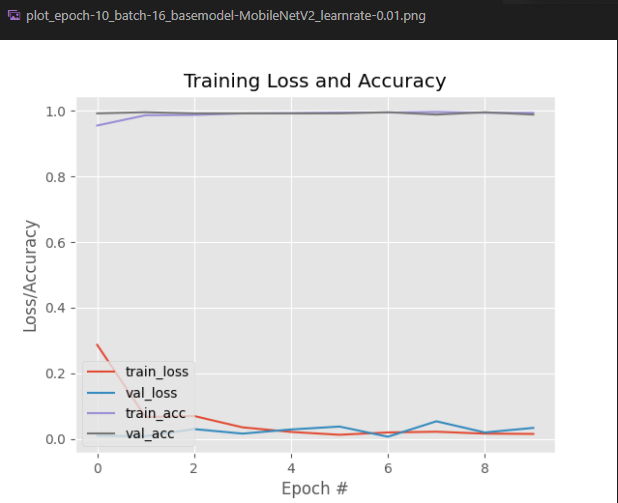 plot_epoch-10_batch-16_basemodel-MobileNetV2_learnrate-0.01.png
Training Loss and Accuracy
1.0
0.8
0.6
0.4
0.2
0.0
Loss/Accuracy
train_loss
val_loss
train_acc
val_acc
0 2 4 6 8
Epoch #